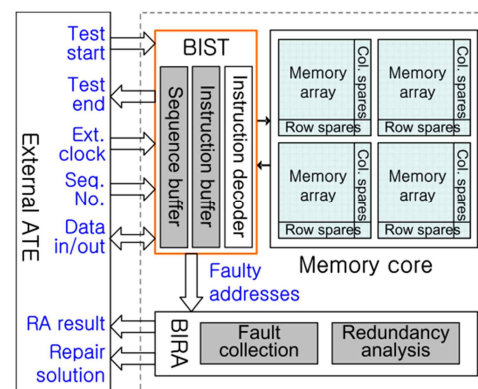 External ATE
Test
start
Test
end
Ext.
clock
Seq.
No.
Data
in/out
RA result
Repair
solution
BIST
Sequence buffer
Instruction buffer
Instruction decoder
Memory
array
Col. spares
Row spares
Memory
array
Col. spares
Row spares
Memory
array
Col. spares
Row spares
Memory
array
Col. spares
Row spares
Memory core
Faulty
addresses
BIRA
Fault
collection
Redundancy
analysis